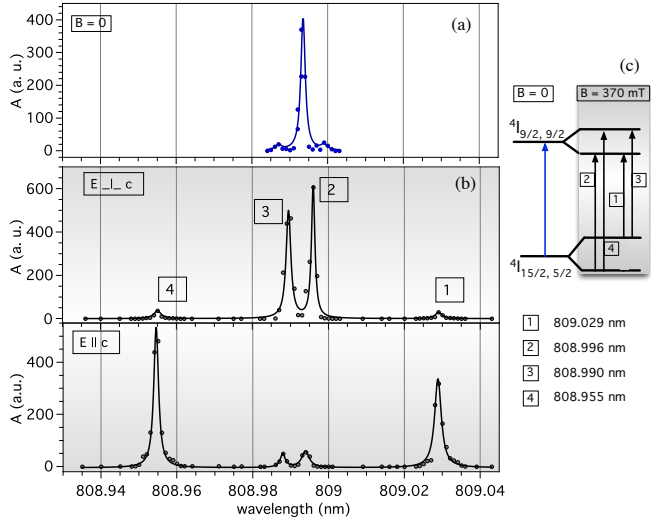 400
300
200
100
0
A (a. u.)
B = 0
(a)
600
400
200
0
A (a.u.)
E _|_ c
(b)
4
3
2
1
400
200
0
A (a.u.)
E || c
808.94 808.96 808.98 809 809.02 809.04
wavelength (nm)
(c)
B = 0 B = 370 mT
4I9/2, 9/2
2
1
3
4
4I15/2, 5/2
1 809.029 nm
2 808.996 nm
3 808.990 nm
4 808.955 nm